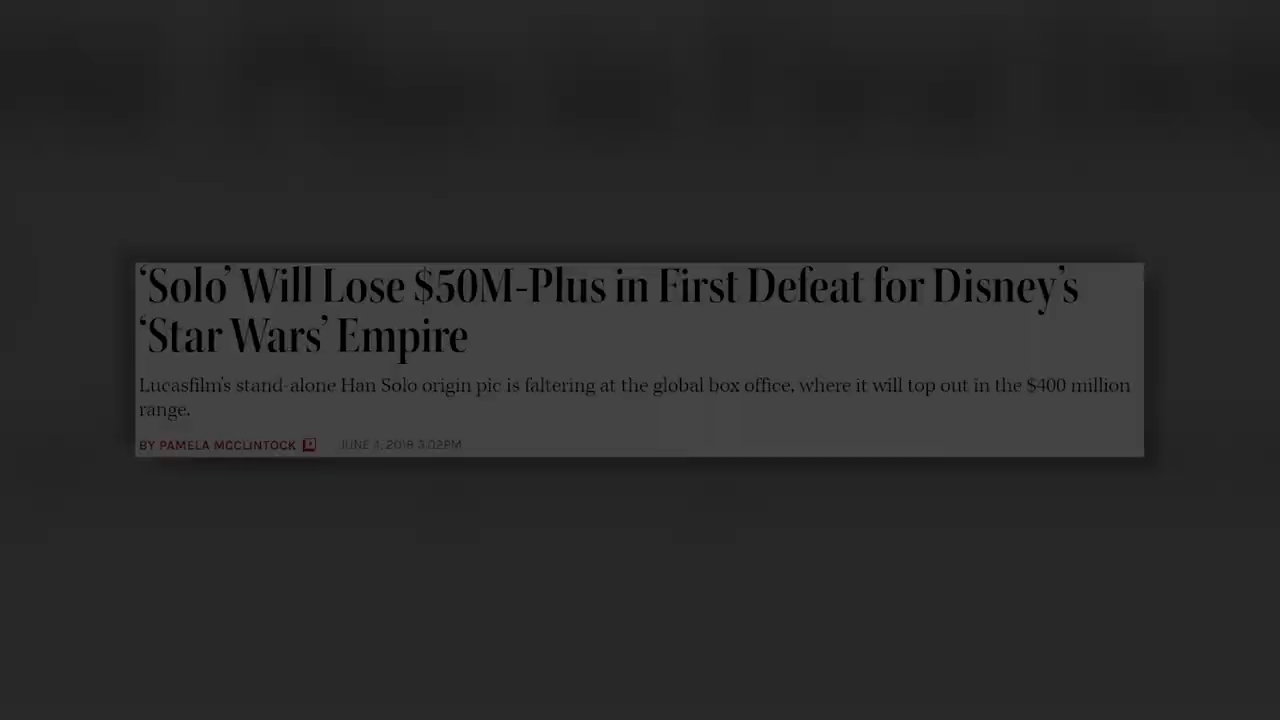 ‘Solo’ Will Lose $50M-Plus in First Defeat for Disney’s
‘Star Wars’ Empire
Lucasfilm's stand-alone Han Solo origin pic is faltering at the global box office, where it will top out in the $400 million
range.
BY PAMELA MCCLINTOCK JUNE 4, 2018 3:02PM